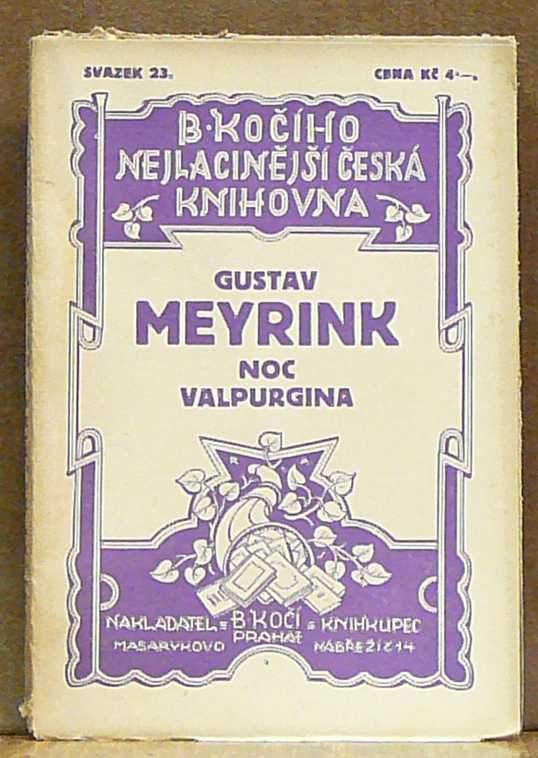 SVAZEK 23.
CENA Kč 4·—.
B·KOČÍHO
NEJLACINĚJŠÍ ČESKÁ
KNIHOVNA
GUSTAV
MEYRINK
NOC
VALPURGINA
R A
NAKLADATEL = B·KOČÍ = KNIHKUPEC
PRAHA I
MASARYKOVO NÁBŘEŽÍ Č 14